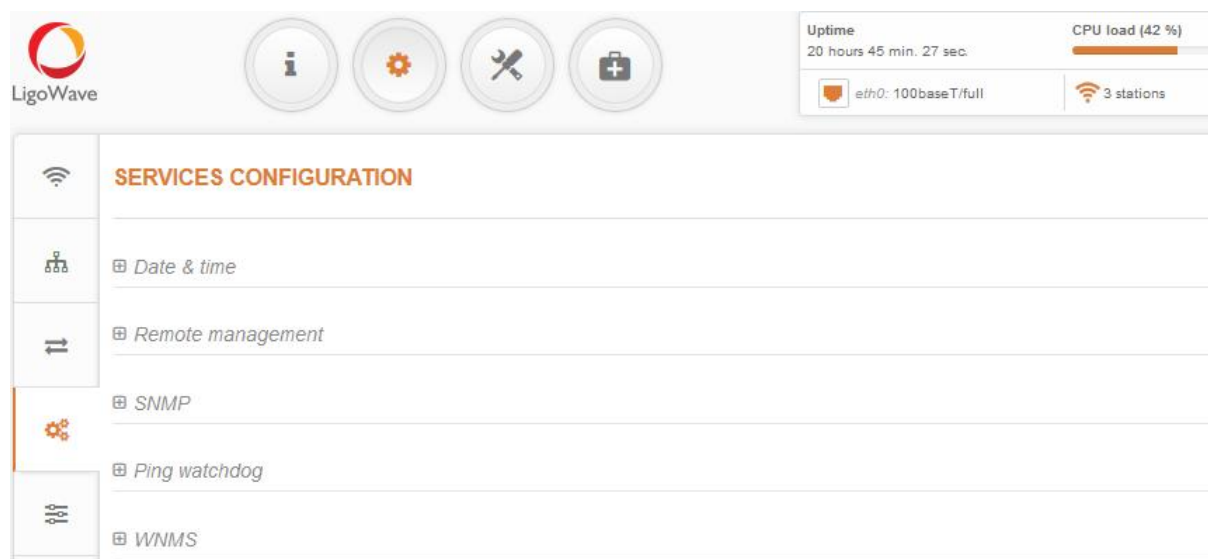 LigoWave
Uptime
20 hours 45 min. 27 sec.
CPU load (42 %)
eth0: 100baseT/full
3 stations
SERVICES CONFIGURATION
Date & time
Remote management
SNMP
Ping watchdog
WNMS